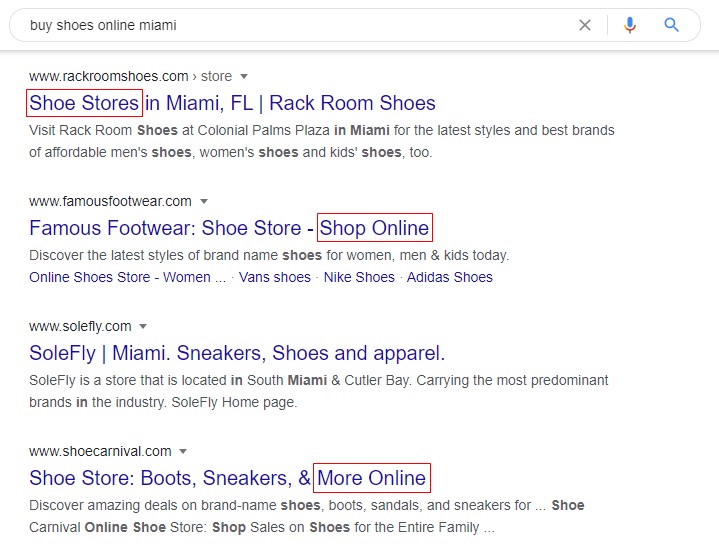 buy shoes online miami
www.rackroomshoes.com › store
Shoe Stores in Miami, FL | Rack Room Shoes
Visit Rack Room Shoes at Colonial Palms Plaza in Miami for the latest styles and best brands
of affordable men's shoes, women's shoes and kids' shoes, too.
www.famousfootwear.com
Famous Footwear: Shoe Store - Shop Online
Discover the latest styles of brand name shoes for women, men & kids today.
Online Shoes Store - Women ... · Vans shoes · Nike Shoes · Adidas Shoes
www.solefly.com
SoleFly | Miami. Sneakers, Shoes and apparel.
SoleFly is a store that is located in South Miami & Cutler Bay. Carrying the most predominant
brands in the industry. SoleFly Home page.
www.shoecarnival.com
Shoe Store: Boots, Sneakers, & More Online
Discover amazing deals on brand-name shoes, boots, sandals, and sneakers for ... Shoe
Carnival Online Shoe Store: Shop Sales on Shoes for the Entire Family ...